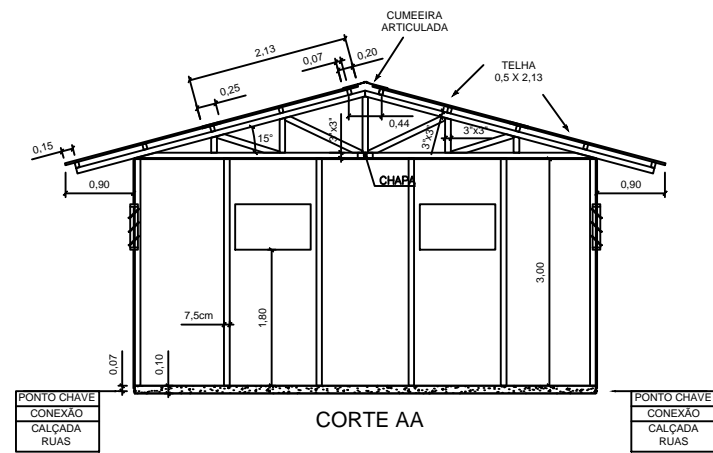 CUMEEIRA
ARTICULADA
2,13
0,07
0,20
TELHA
0,5 X 2,13
0,25
0,15
15°
3"x3"
0,44
3"x3"
3"x3"
0,90
CHAPA
0,90
3,00
1,80
7,5cm
0,07
0,10
PONTO CHAVE
CONEXÃO
CALÇADA
RUAS
CORTE AA
PONTO CHAVE
CONEXÃO
CALÇADA
RUAS